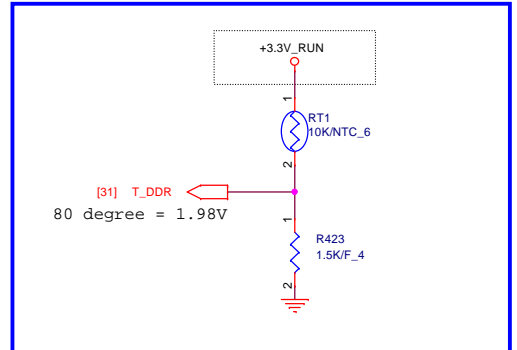 +3.3V_RUN
1
RT1
10K/NTC_6
2
[31] T_DDR
80 degree = 1.98V
1
R423
1.5K/F_4
2